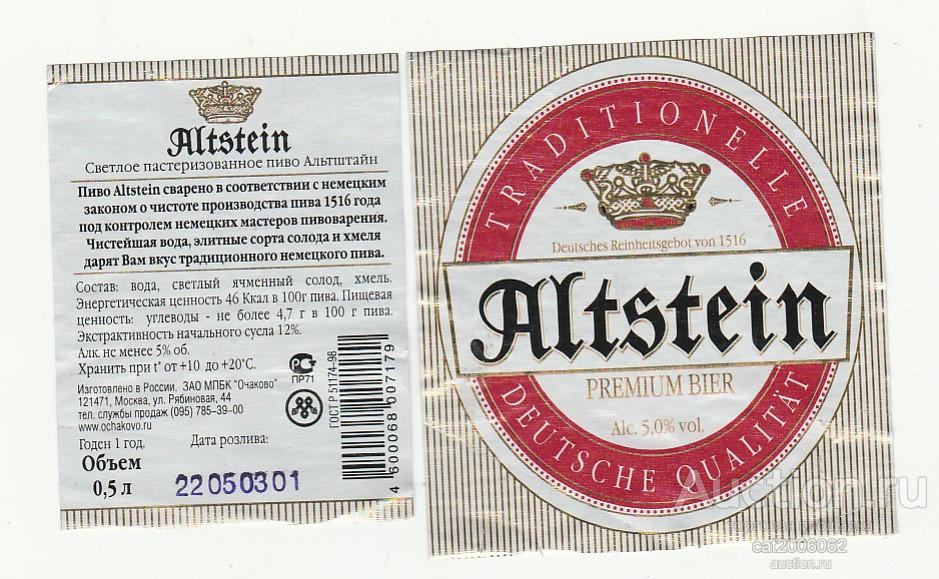 Altstein
Светлое пастеризованное пиво Альтштайн
Пиво Altstein сварено в соответствии с немецким
законом о чистоте производства пива 1516 года
под контролем немецких мастеров пивоварения.
Чистейшая вода, элитные сорта солода и хмеля
дарят Вам вкус традиционного немецкого пива.
Состав: вода, светлый ячменный солод, хмель.
Энергетическая ценность 46 Ккал в 100г пива. Пищевая
ценность: углеводы - не более 4,7 г в 100 г пива.
Экстрактивность начального сусла 12%.
Алк. не менее 5% об.
Хранить при t° от +10 до +20°С.
Изготовлено в России. ЗАО МПБК "Очаково"
121471, Москва, ул. Рябиновая, 44
тел. службы продаж (095) 785–39–00
www.ochakovo.ru
Годен 1 год. Дата розлива:
Объем
0,5 л
22050301
РСТ
ПР71
ГОСТ Р 51174-98
4 600068 007179
TRADITIONELLE
Deutsches Reinheitsgebot von 1516
Altstein
PREMIUM BIER
Alc. 5,0% vol.
DEUTSCHE QUALITÄT
Auction.ru
cat2006062
auction.ru